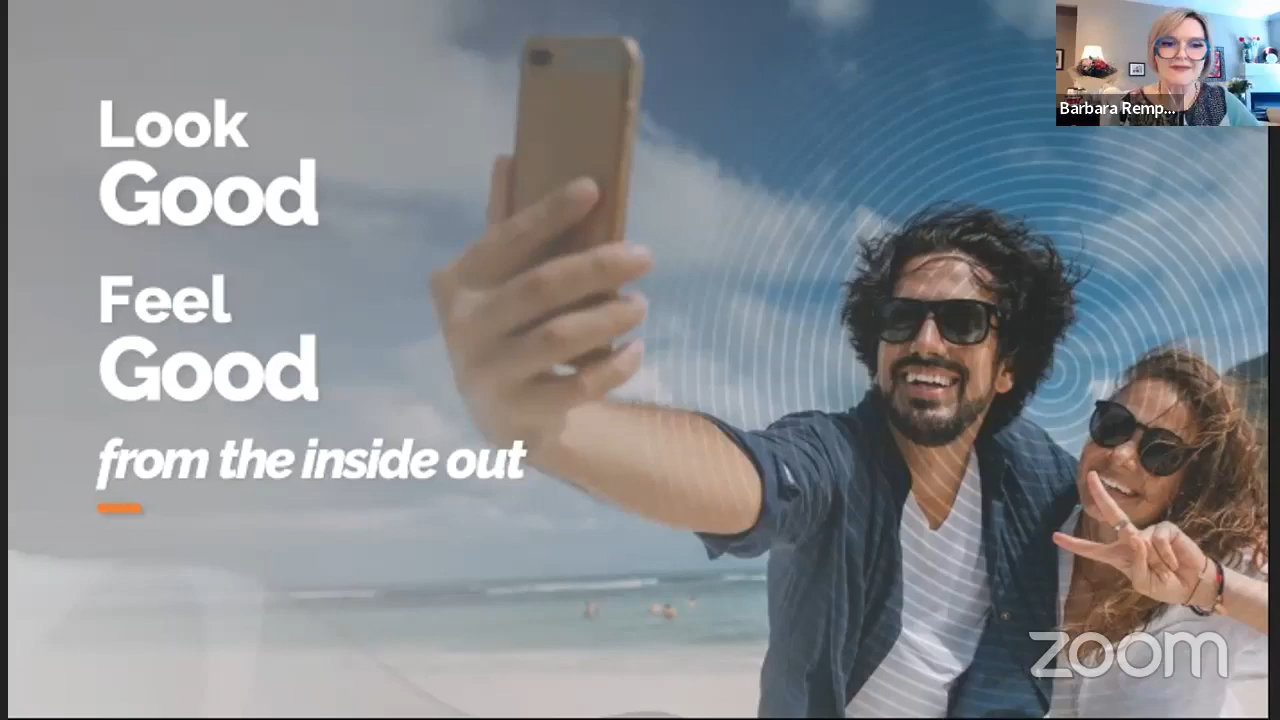 Look
Good
Feel
Good
from the inside out
Barbara Remp...
zoom